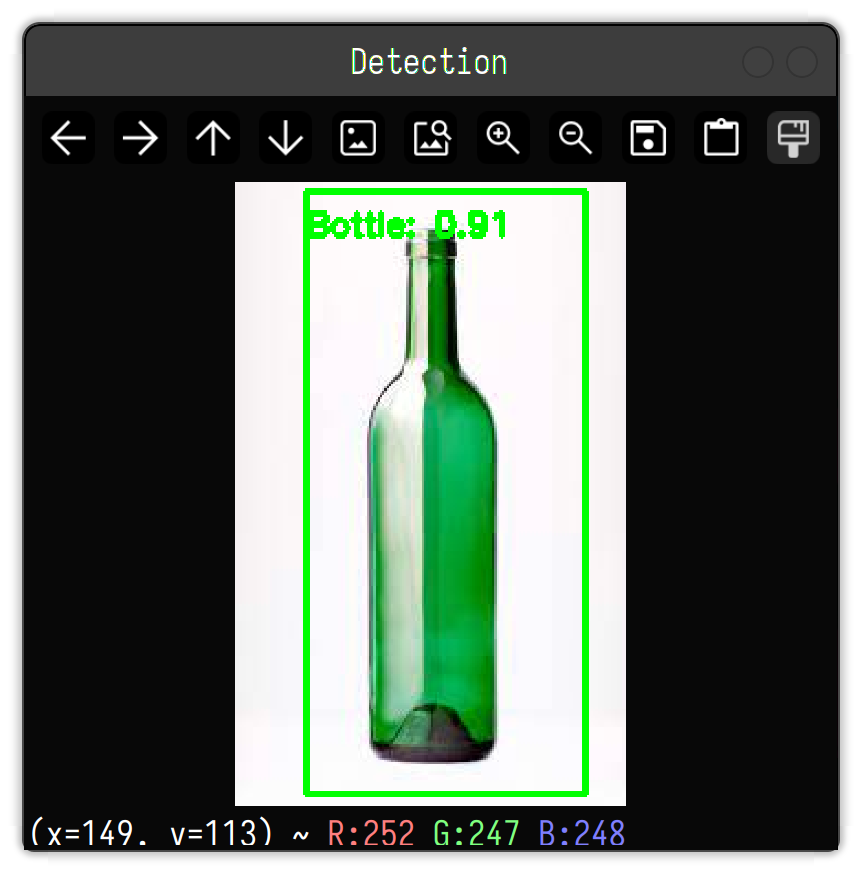 Detection
Bottle: 0.91
(x=149, y=113) ~ R:252 G:247 B:248